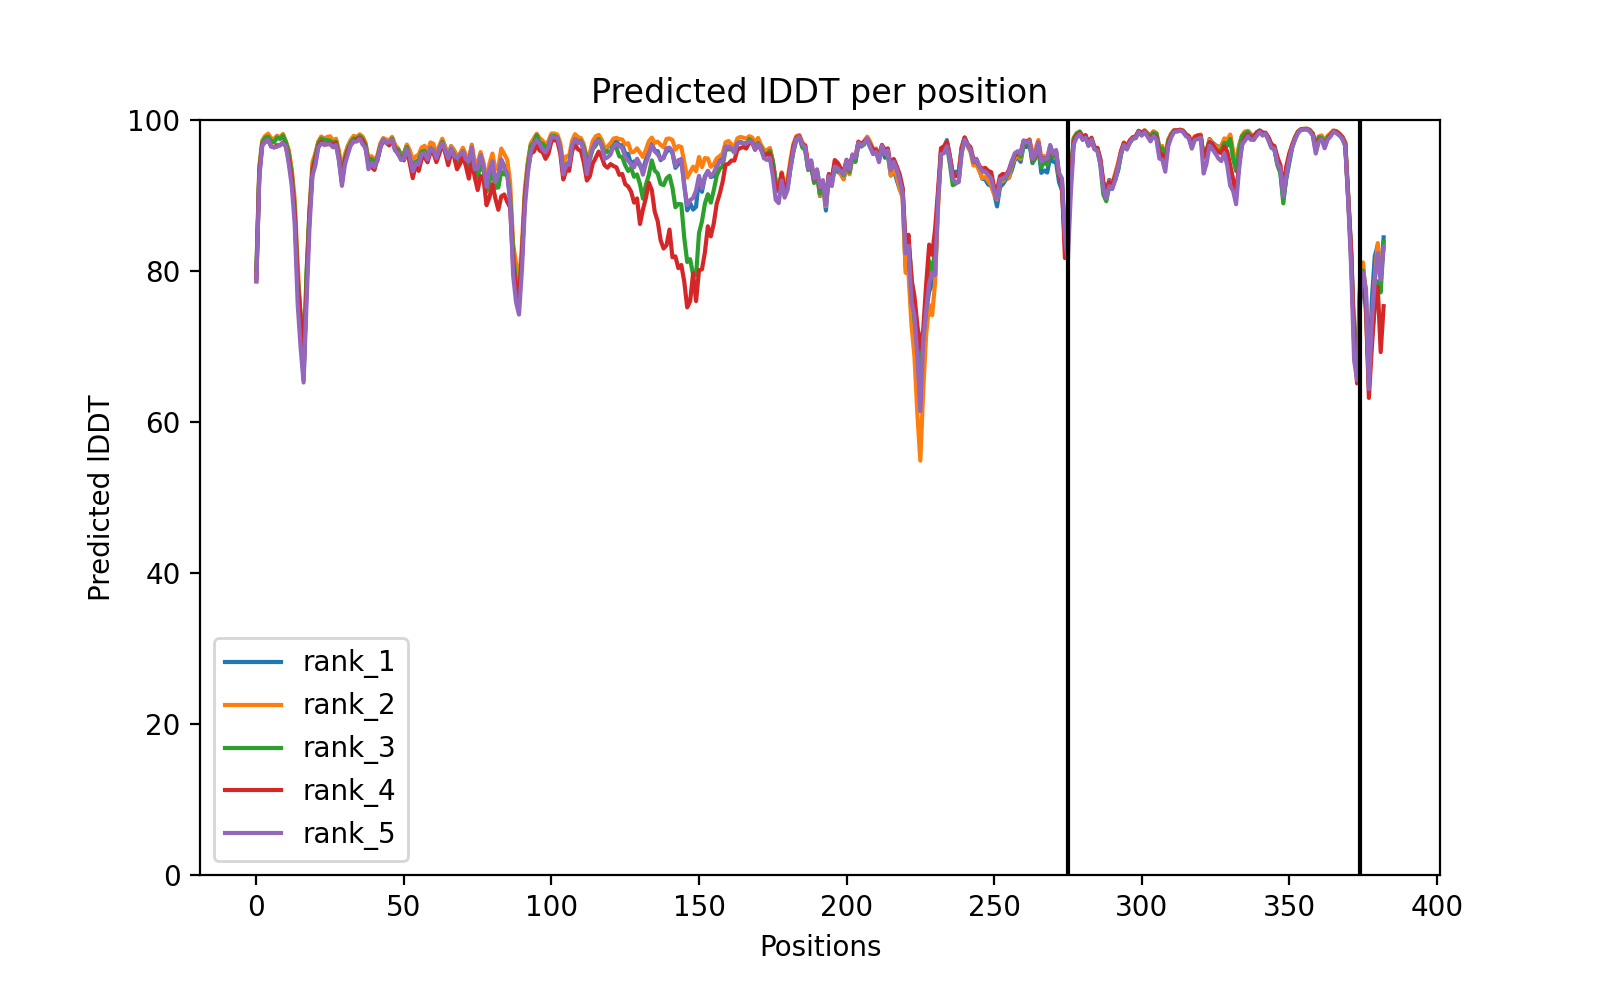 Predicted lDDT per position
100
80
60
40
20
0
Predicted lDDT
rank_1
rank_2
rank_3
rank_4
rank_5
0 50 100 150 200 250 300 350 400
Positions